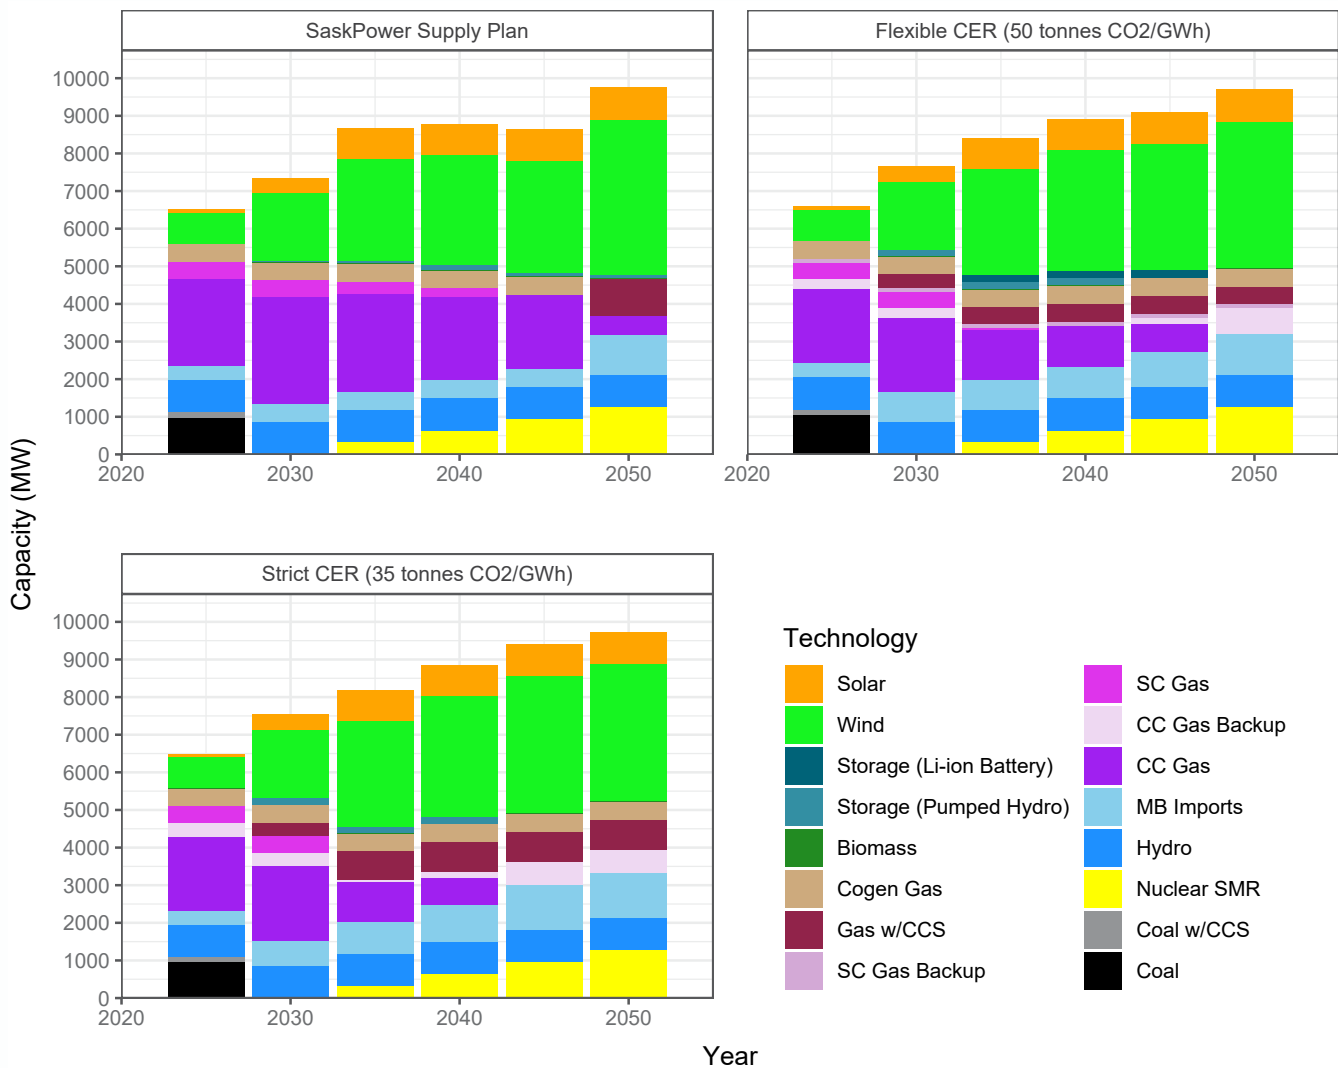 SaskPower Supply Plan
Flexible CER (50 tonnes CO2/GWh)
10000
9000
8000
7000
6000
5000
4000
3000
2000
1000
0
2020
2030
2040
2050
2020
2030
2040
2050
Capacity (MW)
Strict CER (35 tonnes CO2/GWh)
10000
9000
8000
7000
6000
5000
4000
3000
2000
1000
0
2020
2030
2040
2050
Year
Technology
Solar
Wind
Storage (Li-ion Battery)
Storage (Pumped Hydro)
Biomass
Cogen Gas
Gas w/CCS
SC Gas Backup
SC Gas
CC Gas Backup
CC Gas
MB Imports
Hydro
Nuclear SMR
Coal w/CCS
Coal